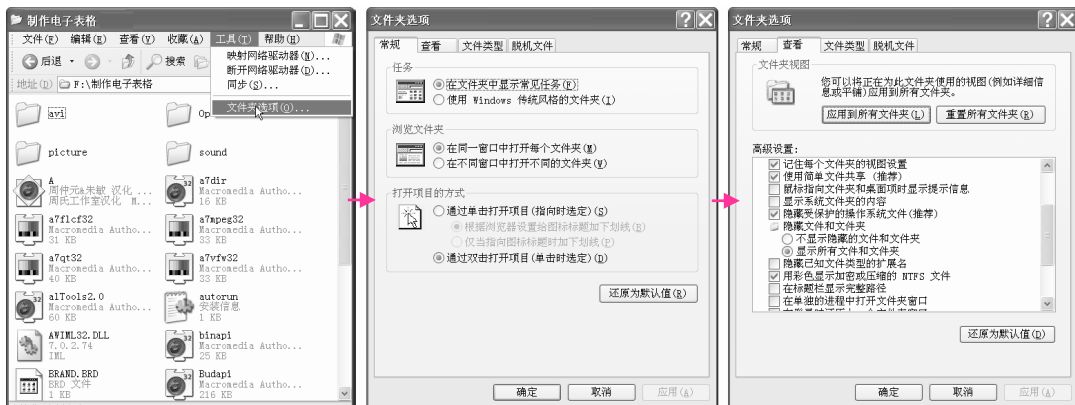 制作电子表格
文件(F) 编辑(E) 查看(V) 收藏(A) 工具(T) 帮助(H)
后退 搜索
地址(D) F:\制作电子表格
映射网络驱动器(N)...
断开网络驱动器(D)...
同步(S)...
文件夹选项(O)...
avi
picture sound
A
周仲元&朱敏 汉化 ...
周氏工作室汉化 M...
a7dir
Macromedia Autho...
16 KB
a7flcf32
Macromedia Autho...
31 KB
a7mpeg32
Macromedia Autho...
33 KB
a7qt32
Macromedia Autho...
40 KB
a7vfw32
Macromedia Autho...
33 KB
alTools2.0
Macromedia Autho...
60 KB
autorun
安装信息
1 KB
AWIML32.DLL
7.0.2.74
IML
binapi
Macromedia Autho...
25 KB
BRAND.BRD
BRD 文件
1 KB
Budapi
Macromedia Autho...
216 KB
文件夹选项
常规 查看 文件类型 脱机文件
任务
在文件夹中显示常见任务(E)
使用 Windows 传统风格的文件夹(I)
浏览文件夹
在同一窗口中打开每个文件夹(M)
在不同窗口中打开不同的文件夹(W)
打开项目的方式
通过单击打开项目(指向时选定)(S)
根据浏览器设置给图标标题加下划线(B)
仅当指向图标标题时加下划线(P)
通过双击打开项目(单击时选定)(D)
还原为默认值(R)
确定 取消 应用(A)
文件夹选项
常规 查看 文件类型 脱机文件
文件夹视图
您可以将正在为此文件夹使用的视图(例如详细信
息或平铺)应用到所有文件夹。
应用到所有文件夹(L) 重置所有文件夹(R)
高级设置:
记住每个文件夹的视图设置
使用简单文件共享 (推荐)
鼠标指向文件夹和桌面项时显示提示信息
显示系统文件夹的内容
隐藏受保护的操作系统文件(推荐)
隐藏文件和文件夹
不显示隐藏的文件和文件夹
显示所有文件和文件夹
隐藏已知文件类型的扩展名
用彩色显示加密或压缩的 NTFS 文件
在标题栏显示完整路径
在单独的进程中打开文件夹窗口
还原为默认值(D)
确定 取消 应用(A)